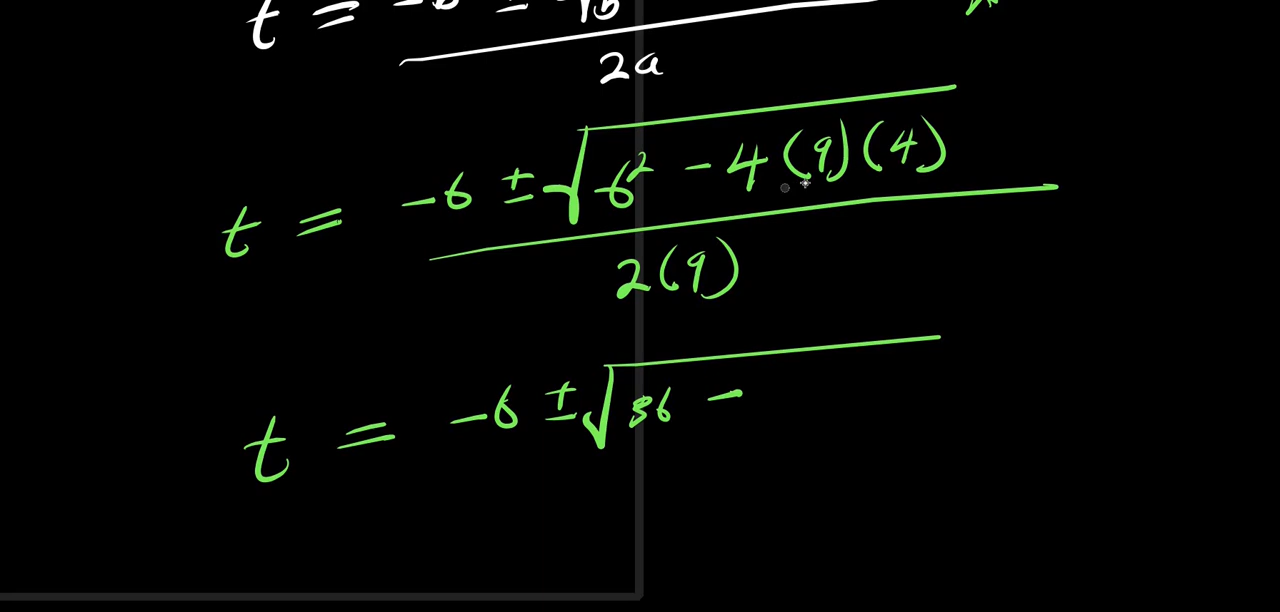 t = -b ± √b
2a
t = -6 ± √6² - 4(9)(4)
2(9)
t = -6 ± √36 -